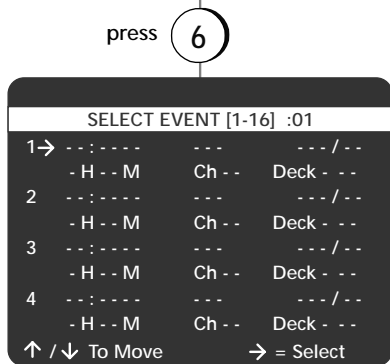 press 6
SELECT EVENT [1-16] :01
1→ - - : - - - - - - - - - - / - -
- H - - M Ch - - Deck - - -
2 - - : - - - - - - - - - - / - -
- H - - M Ch - - Deck - - -
3 - - : - - - - - - - - - - / - -
- H - - M Ch - - Deck - - -
4 - - : - - - - - - - - - - / - -
- H - - M Ch - - Deck - - -
↑ / ↓ To Move → = Select